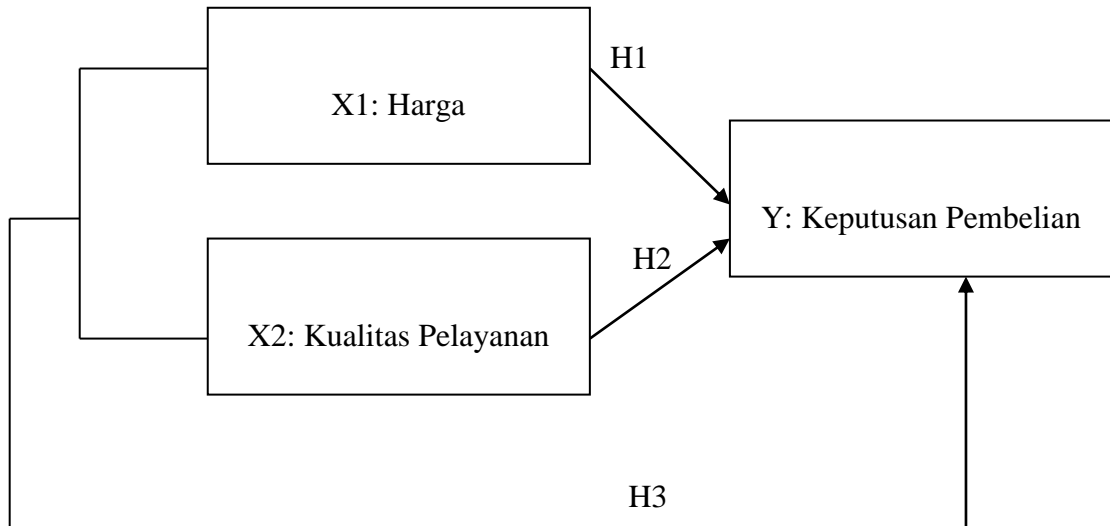 H1
X1: Harga
Y: Keputusan Pembelian
H2
X2: Kualitas Pelayanan
H3